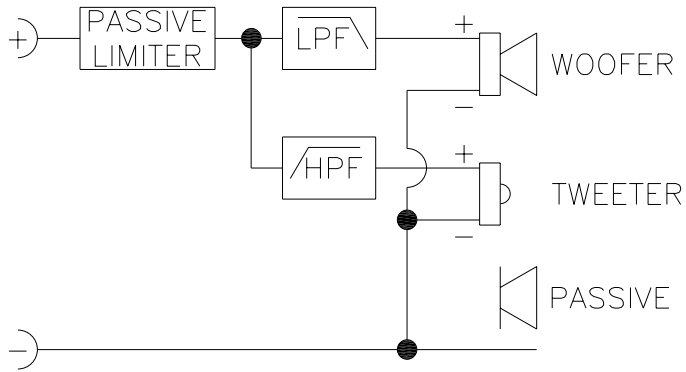 PASSIVE
LIMITER
LPF
HPF
+
+
−
WOOFER
+
−
TWEETER
PASSIVE
−